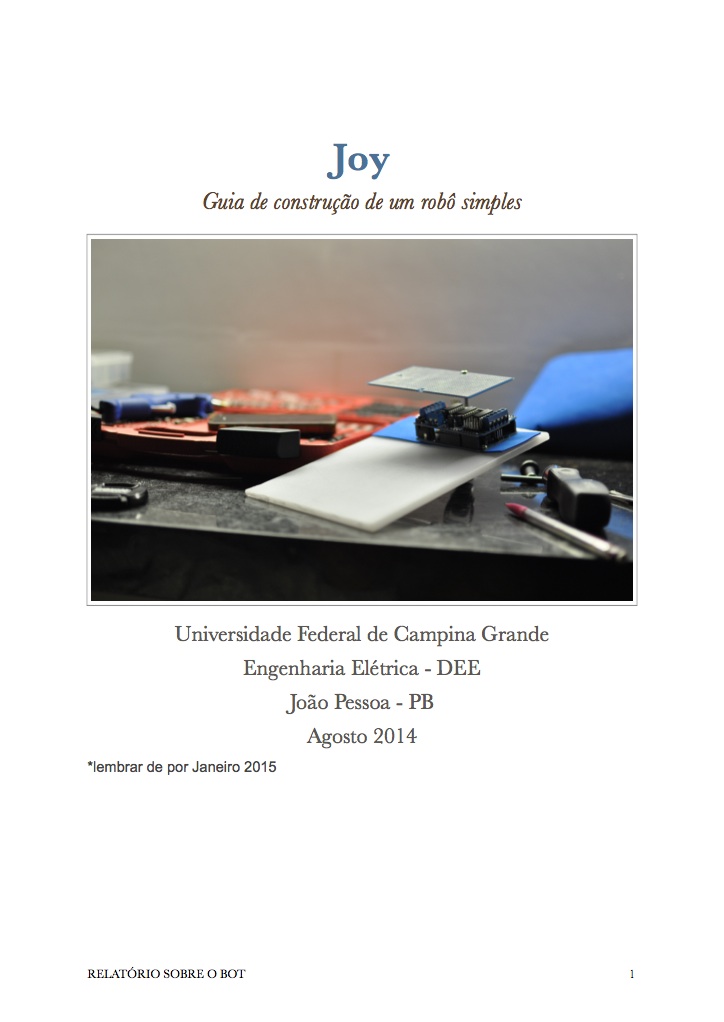 Joy
Guia de construção de um robô simples
Universidade Federal de Campina Grande
Engenharia Elétrica - DEE
João Pessoa - PB
Agosto 2014
*lembrar de por Janeiro 2015
RELATÓRIO SOBRE O BOT 1